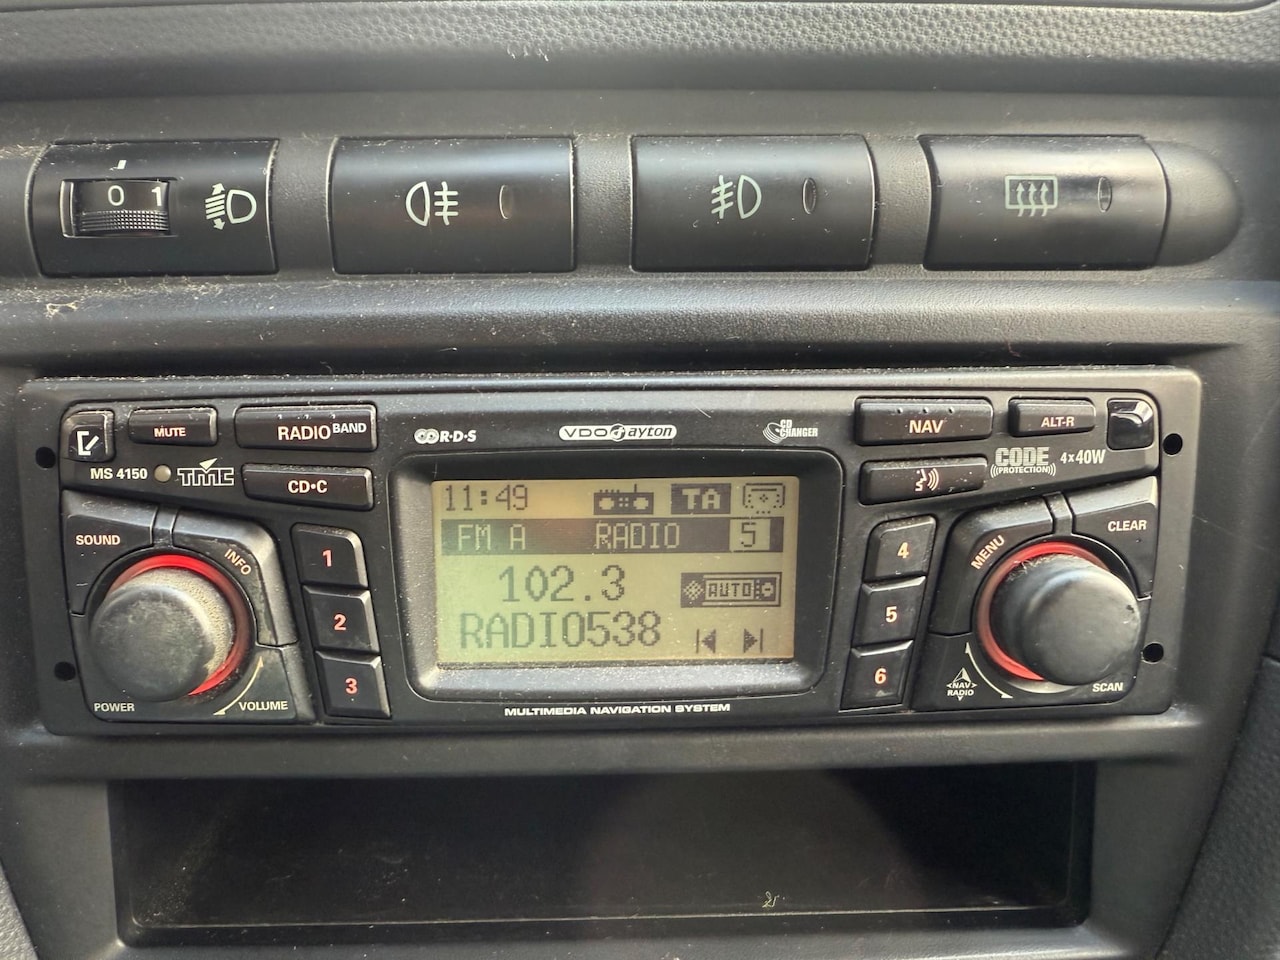 0 1
MUTE
RADIO BAND
R·D·S
VDO dayton
CD CHANGER
NAV
ALT-R
MS 4150
TMC
CD·C
CODE
(((PROTECTION)))
4x40W
11:49
TA
FM A RADIO 5
102.3
AUTO
RADIO538
SOUND
INFO
POWER
VOLUME
1
2
3
4
5
6
MENU
CLEAR
NAV
RADIO
SCAN
MULTIMEDIA NAVIGATION SYSTEM